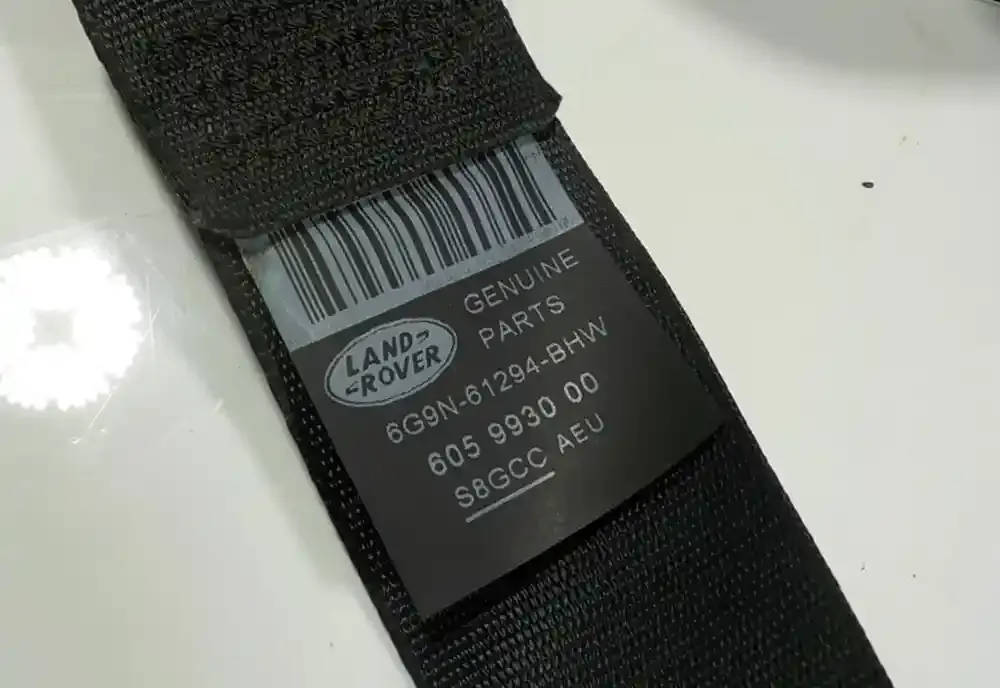 GENUINE
PARTS
LAND
ROVER
6G9N-61294-BHW
605 9930 00
S8GCC AEU